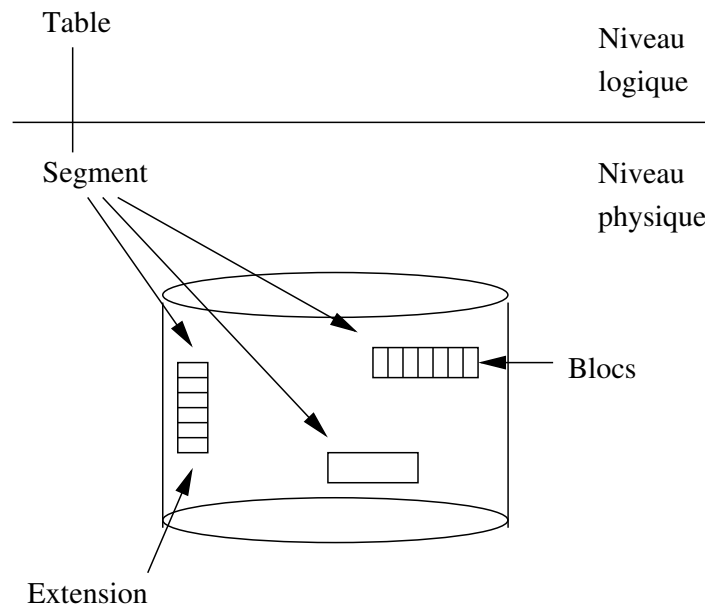 Table
Niveau
logique
Segment
Niveau
physique
Blocs
Extension